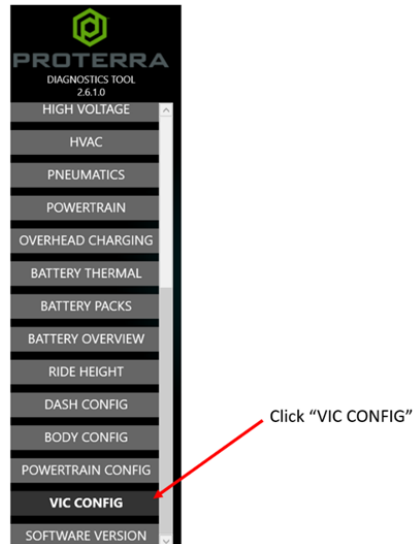 PROTERRA
DIAGNOSTICS TOOL
2.6.1.0
HIGH VOLTAGE
HVAC
PNEUMATICS
POWERTRAIN
OVERHEAD CHARGING
BATTERY THERMAL
BATTERY PACKS
BATTERY OVERVIEW
RIDE HEIGHT
DASH CONFIG
BODY CONFIG
Click “VIC CONFIG”
POWERTRAIN CONFIG
VIC CONFIG
SOFTWARE VERSION